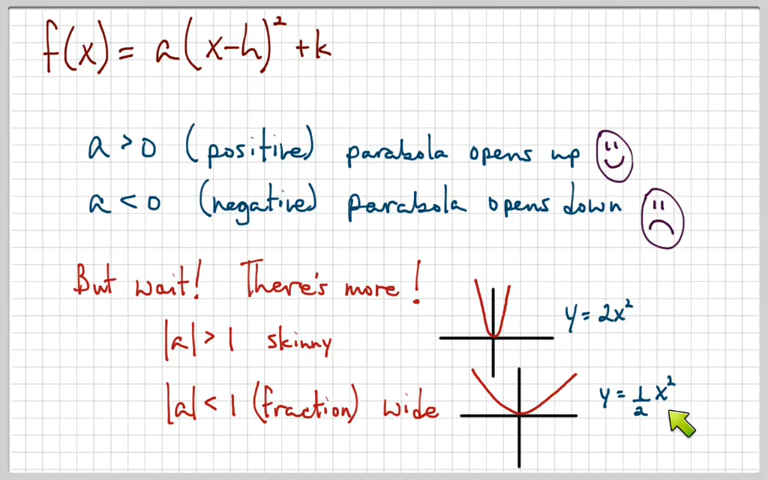 f(x) = a(x-h)² + k
a > 0 (positive) parabola opens up
a < 0 (negative) parabola opens down
But wait! There's more!
|a| > 1 skinny
y = 2x²
|a| < 1 (fraction) wide
y = 1/2 x²